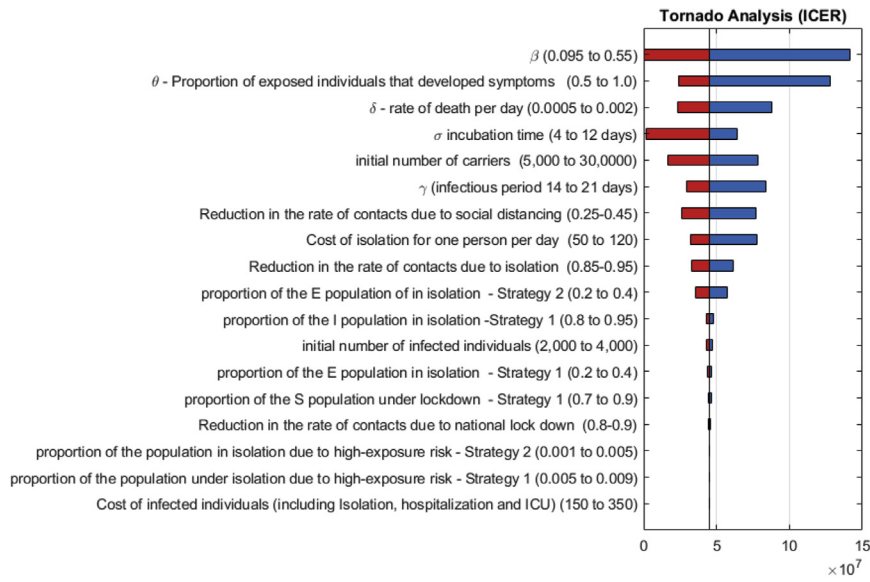 Tornado Analysis (ICER)
β (0.095 to 0.55)
θ - Proportion of exposed individuals that developed symptoms (0.5 to 1.0)
δ - rate of death per day (0.0005 to 0.002)
σ incubation time (4 to 12 days)
initial number of carriers (5,000 to 30,0000)
γ (infectious period 14 to 21 days)
Reduction in the rate of contacts due to social distancing (0.25-0.45)
Cost of isolation for one person per day (50 to 120)
Reduction in the rate of contacts due to isolation (0.85-0.95)
proportion of the E population of in isolation - Strategy 2 (0.2 to 0.4)
proportion of the I population in isolation -Strategy 1 (0.8 to 0.95)
initial number of infected individuals (2,000 to 4,000)
proportion of the E population in isolation - Strategy 1 (0.2 to 0.4)
proportion of the S population under lockdown - Strategy 1 (0.7 to 0.9)
Reduction in the rate of contacts due to national lock down (0.8-0.9)
proportion of the population in isolation due to high-exposure risk - Strategy 2 (0.001 to 0.005)
proportion of the population under isolation due to high-exposure risk - Strategy 1 (0.005 to 0.009)
Cost of infected individuals (including Isolation, hospitalization and ICU) (150 to 350)
0 5 10 15
×10⁷